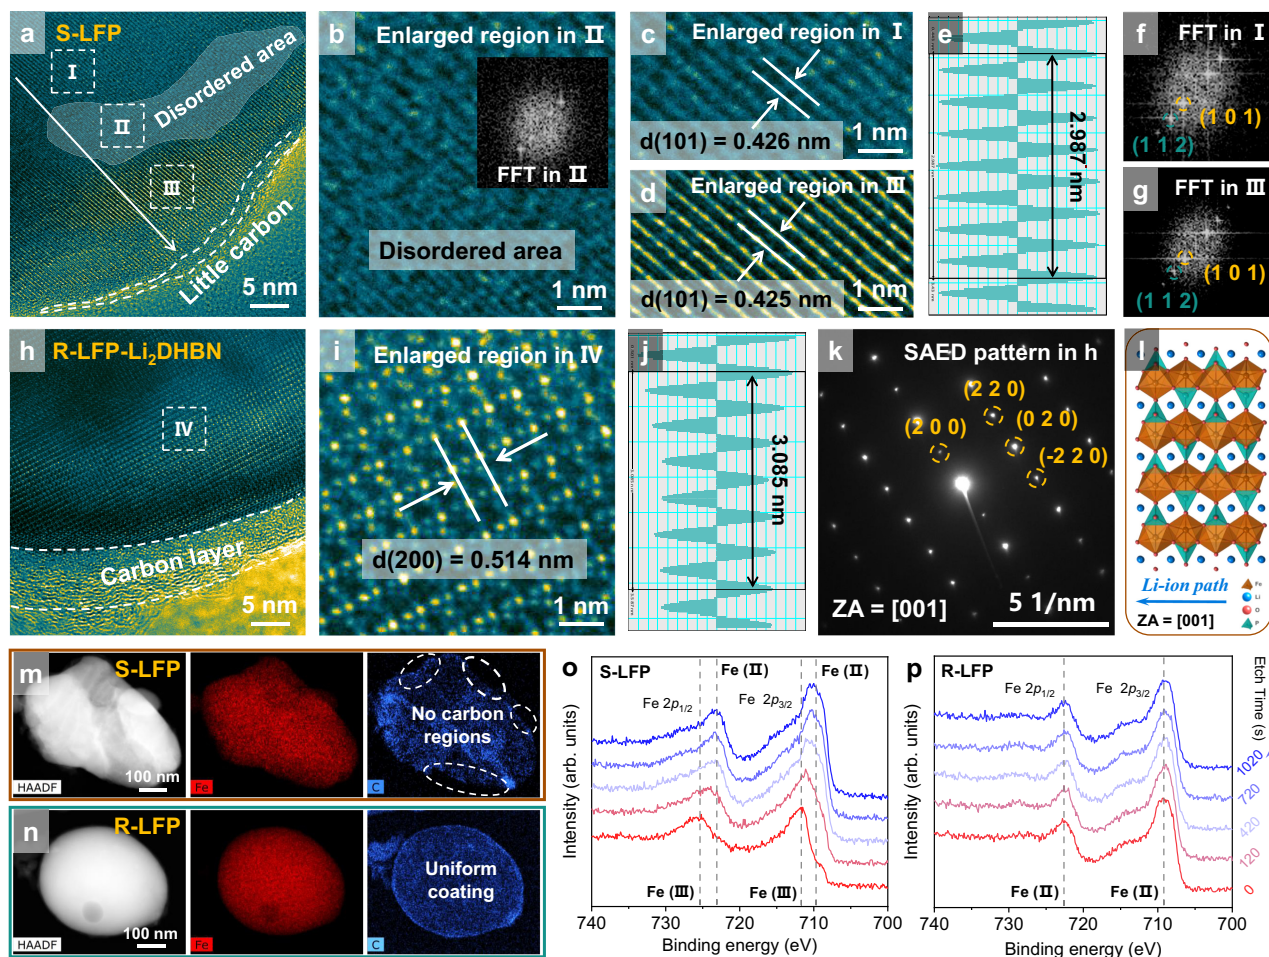 a
S-LFP
I
II
Disordered area
III
Little carbon
5 nm
b
Enlarged region in II
FFT in II
Disordered area
1 nm
c
Enlarged region in I
d(101) = 0.426 nm
1 nm
d
Enlarged region in III
d(101) = 0.425 nm
1 nm
e
2.987 nm
f
FFT in I
(1 0 1)
(1 1 2)
g
FFT in III
(1 0 1)
(1 1 2)
h
R-LFP-Li₂DHBN
IV
Carbon layer
5 nm
i
Enlarged region in IV
d(200) = 0.514 nm
1 nm
j
3.085 nm
k
SAED pattern in h
(2 2 0)
(2 0 0)
(0 2 0)
(-2 2 0)
ZA = [001]
5 1/nm
l
Li-ion path
ZA = [001]
Fe
Li
O
P
m
S-LFP
HAADF
100 nm
Fe
No carbon
regions
C
n
R-LFP
HAADF
100 nm
Fe
Uniform
coating
C
o
S-LFP
Fe (II)
Fe (II)
Fe 2p1/2
Fe 2p3/2
Fe (III)
Fe (III)
Intensity (arb. units)
740
730
720
710
700
Binding energy (eV)
p
R-LFP
Fe 2p1/2
Fe 2p3/2
Fe (II)
Fe (II)
Intensity (arb. units)
740
730
720
710
700
Binding energy (eV)
Etch Time (s)
1020
720
420
120
0